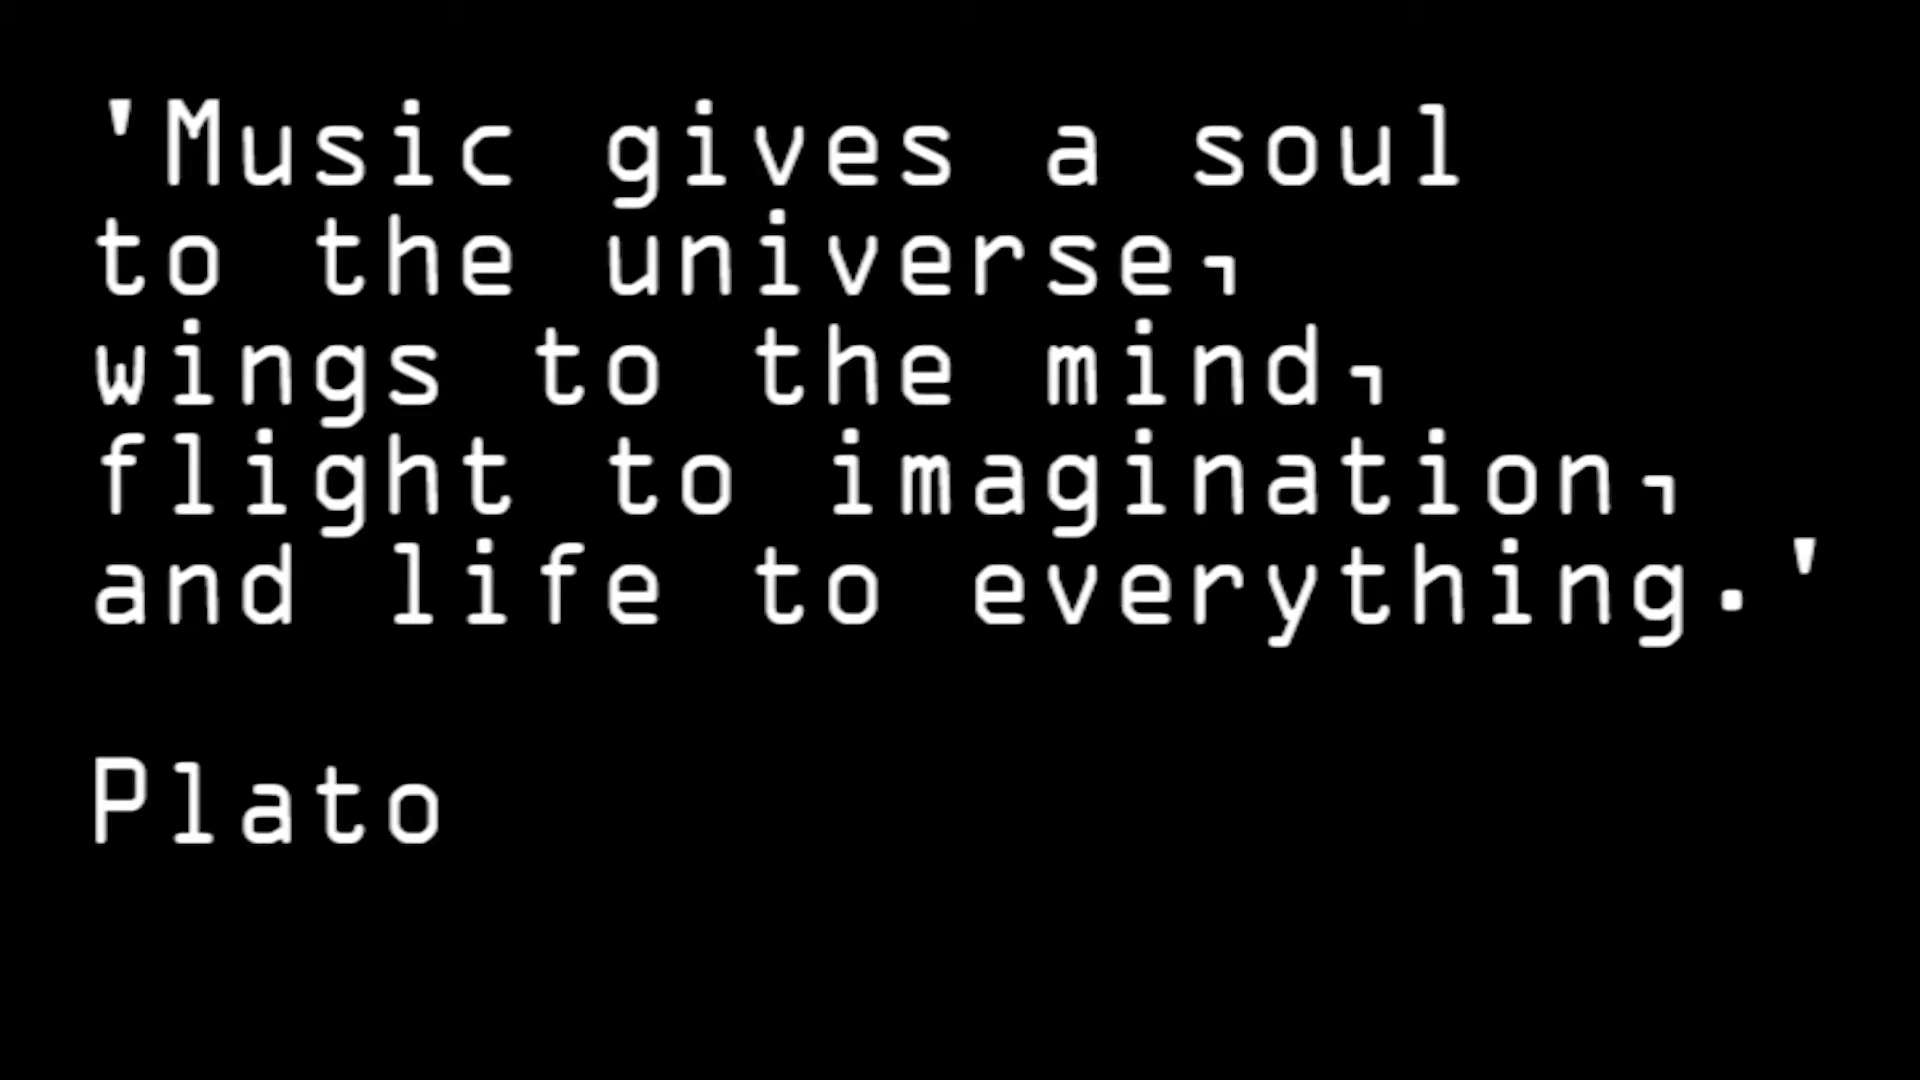 'Music gives a soul
to the universe,
wings to the mind,
flight to imagination,
and life to everything.'
Plato